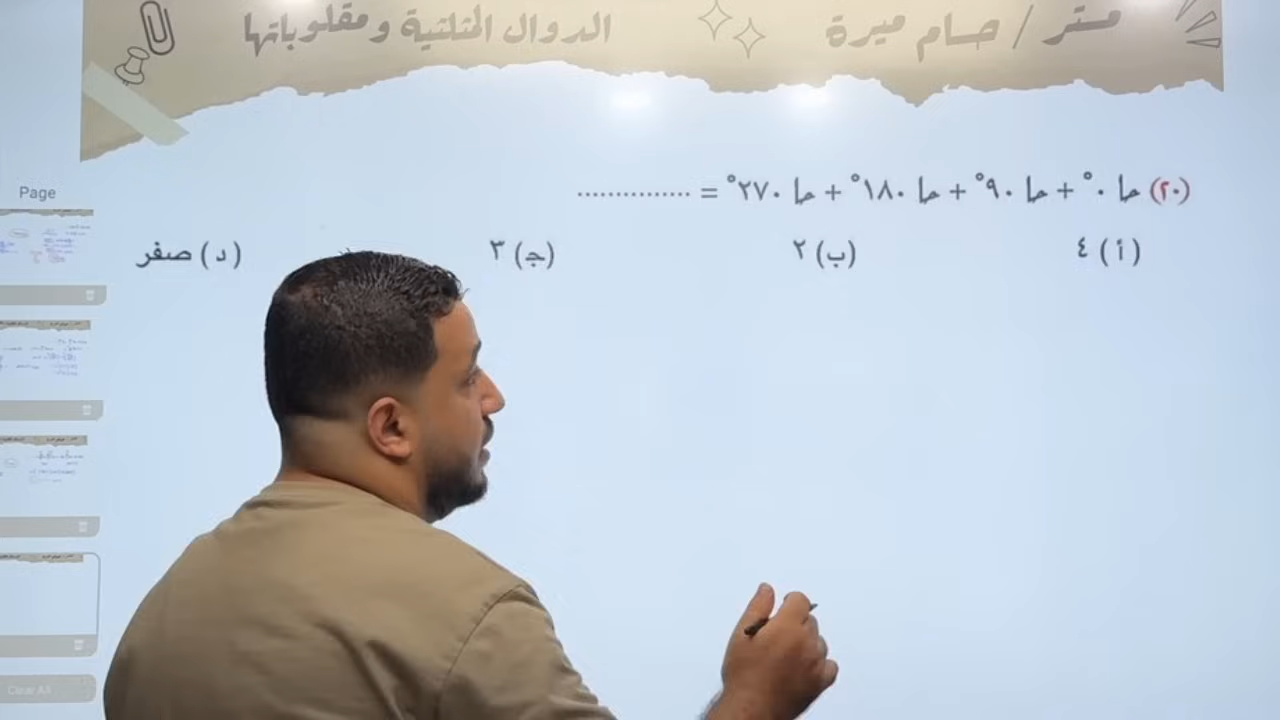 مستر / حسام ميرة
الدوال المثلثية ومقلوباتها
(٢٠) حا ٠° + حا ٩٠° + حا ١٨٠° + حا ٢٧٠° = ...............
(أ) ٤
(ب) ٢
(ج) ٣
(د) صفر
Page
Clear All